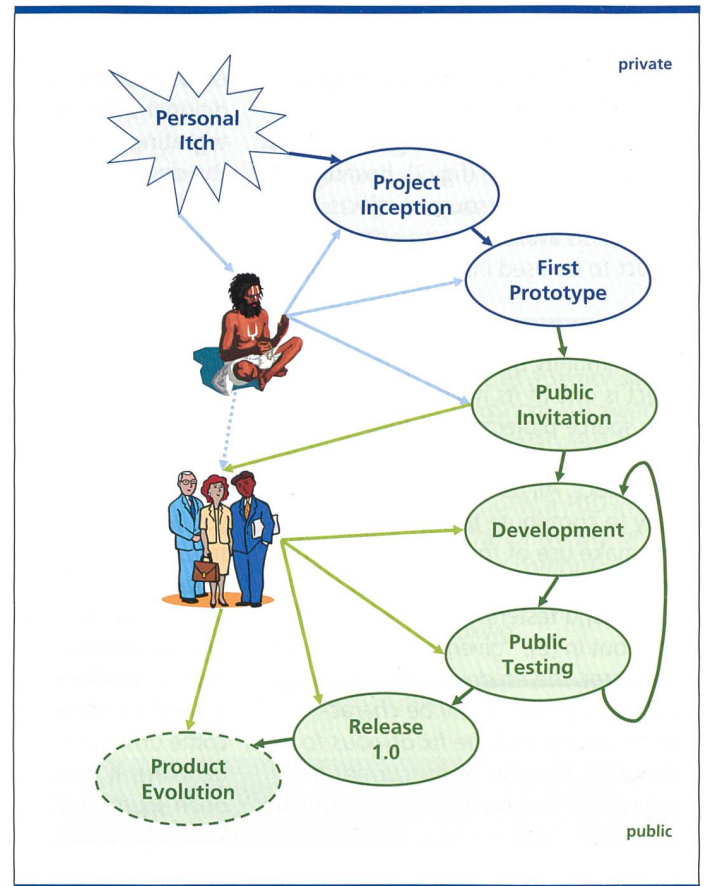 private
Personal
Itch
Project
Inception
First
Prototype
Public
Invitation
Development
Public
Testing
Release
1.0
Product
Evolution
public